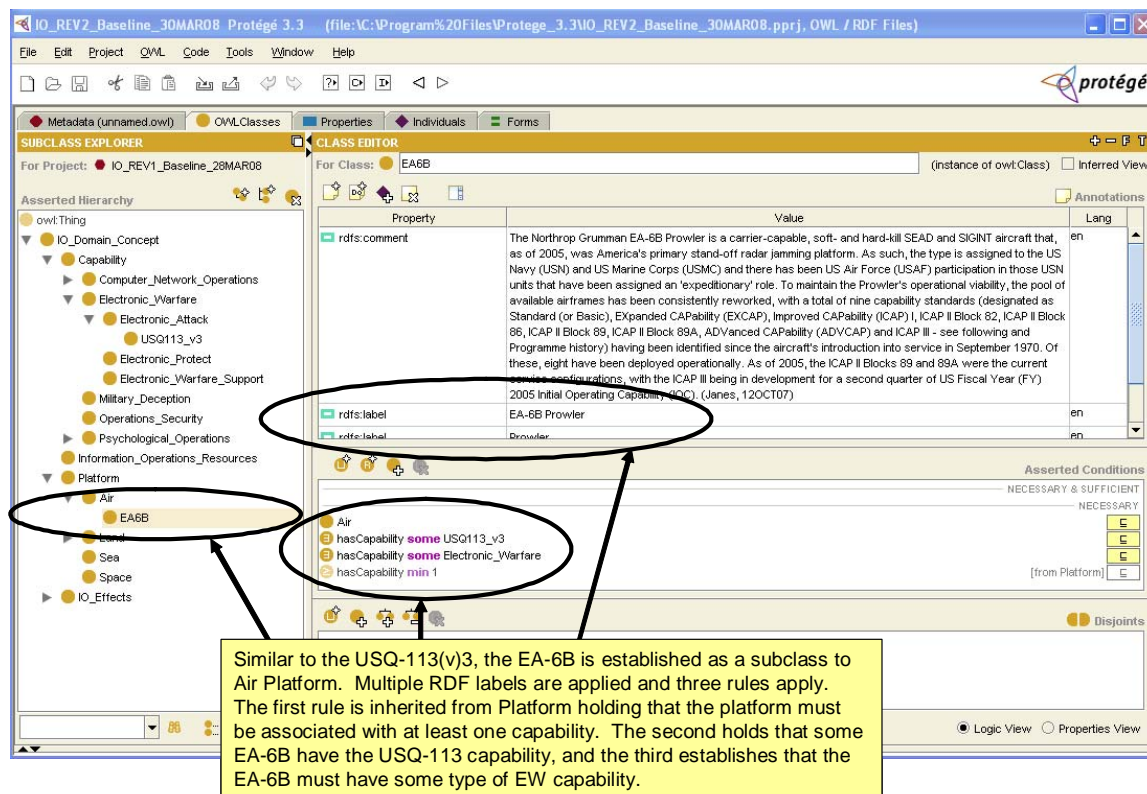 IO_REV2_Baseline_30MAR08 Protégé 3.3 (file:\C:\Program%20Files\Protege_3.3\IO_REV2_Baseline_30MAR08.pprj, OWL / RDF Files)
File Edit Project OWL Code Tools Window Help
protégé
Metadata (unnamed.owl) OWLClasses Properties Individuals Forms
SUBCLASS EXPLORER
For Project: IO_REV1_Baseline_28MAR08
Asserted Hierarchy
owl:Thing
IO_Domain_Concept
Capability
Computer_Network_Operations
Electronic_Warfare
Electronic_Attack
USQ113_v3
Electronic_Protect
Electronic_Warfare_Support
Military_Deception
Operations_Security
Psychological_Operations
Information_Operations_Resources
Platform
Air
EA6B
Land
Sea
Space
IO_Effects
CLASS EDITOR
For Class: EA6B (instance of owl:Class) Inferred View
Annotations
Property Value Lang
rdfs:comment
The Northrop Grumman EA-6B Prowler is a carrier-capable, soft- and hard-kill SEAD and SIGINT aircraft that, en
as of 2005, was America's primary stand-off radar jamming platform. As such, the type is assigned to the US
Navy (USN) and US Marine Corps (USMC) and there has been US Air Force (USAF) participation in those USN
units that have been assigned an 'expeditionary' role. To maintain the Prowler's operational viability, the pool of
available airframes has been consistently reworked, with a total of nine capability standards (designated as
Standard (or Basic), EXpanded CAPability (EXCAP), Improved CAPability (ICAP) I, ICAP II Block 82, ICAP II Block
86, ICAP II Block 89, ICAP II Block 89A, ADVanced CAPability (ADVCAP) and ICAP III - see following and
Programme history) having been identified since the aircraft's introduction into service in September 1970. Of
these, eight have been deployed operationally. As of 2005, the ICAP II Blocks 89 and 89A were the current
service configurations, with the ICAP III being in development for a second quarter of US Fiscal Year (FY)
2005 Initial Operating Capability (IOC). (Janes, 12OCT07)
rdfs:label EA-6B Prowler en
rdfs:label Prowler en
Asserted Conditions
NECESSARY & SUFFICIENT
NECESSARY
Air
hasCapability some USQ113_v3
hasCapability some Electronic_Warfare
hasCapability min 1 [from Platform]
Disjoints
Logic View Properties View
Similar to the USQ-113(v)3, the EA-6B is established as a subclass to
Air Platform. Multiple RDF labels are applied and three rules apply.
The first rule is inherited from Platform holding that the platform must
be associated with at least one capability. The second holds that some
EA-6B have the USQ-113 capability, and the third establishes that the
EA-6B must have some type of EW capability.